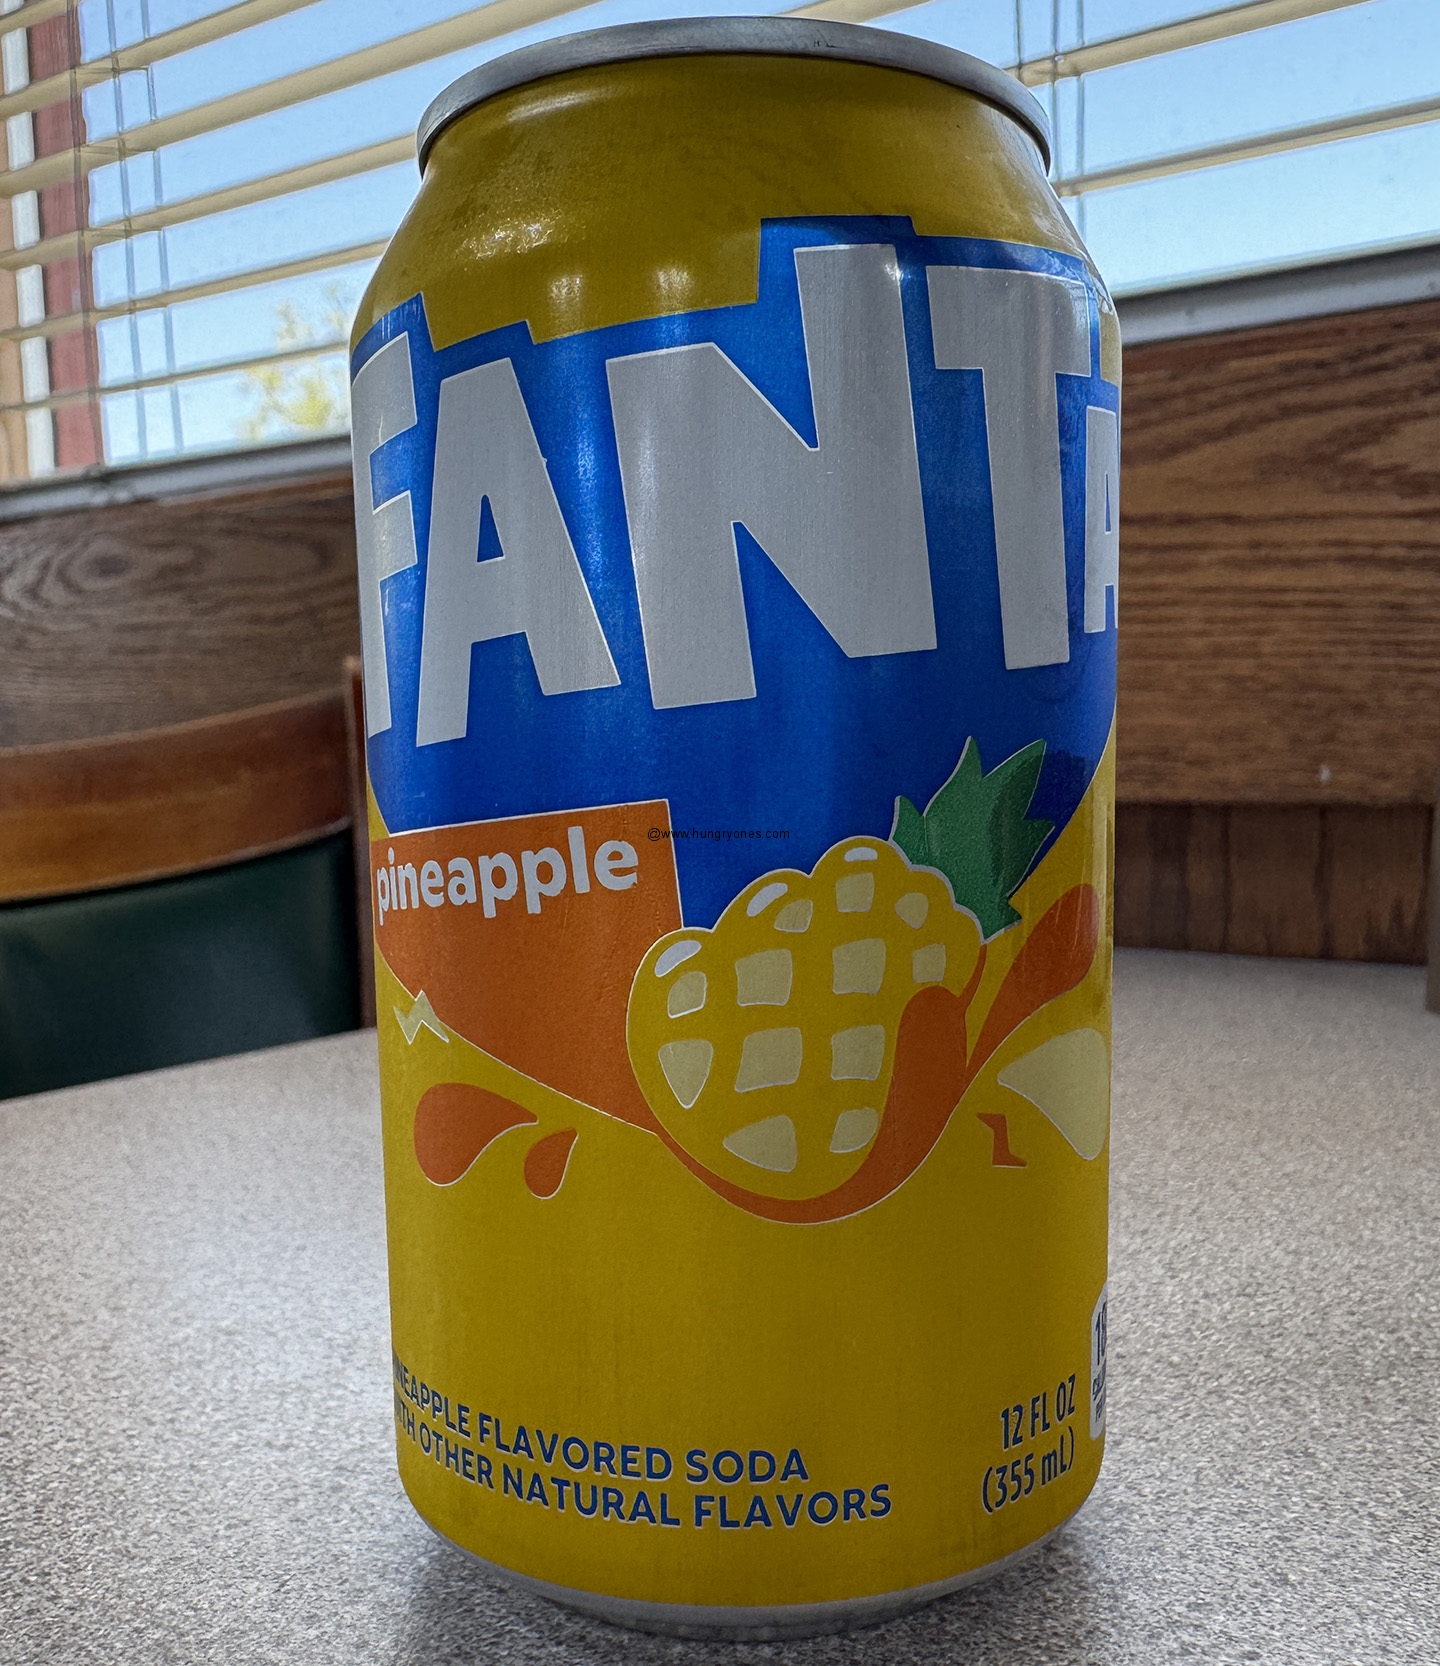 FANTA
pineapple
@www.hungryones.com
PINEAPPLE FLAVORED SODA
WITH OTHER NATURAL FLAVORS
12 FL OZ
(355 mL)